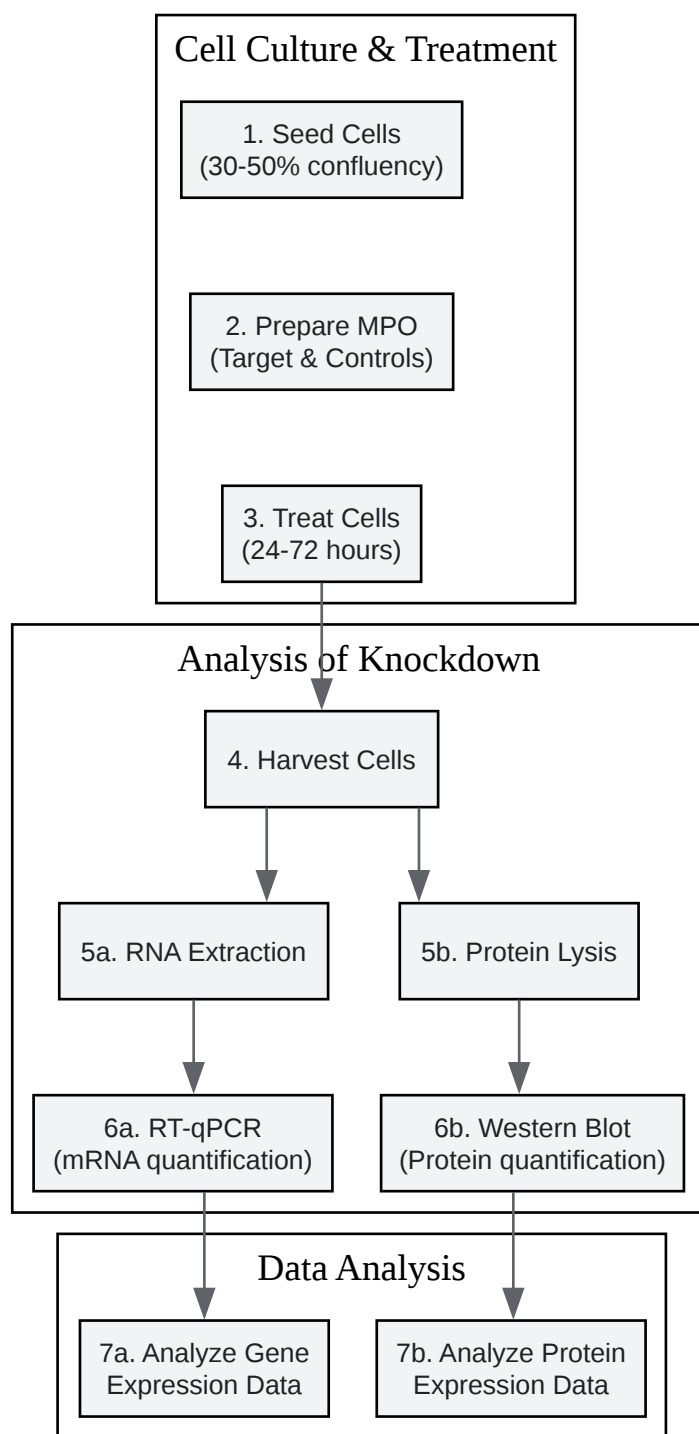 Cell Culture & Treatment
1. Seed Cells
(30-50% confluency)
2. Prepare MPO
(Target & Controls)
3. Treat Cells
(24-72 hours)
Analysis of Knockdown
4. Harvest Cells
5a. RNA Extraction
5b. Protein Lysis
6a. RT-qPCR
(mRNA quantification)
6b. Western Blot
(Protein quantification)
Data Analysis
7a. Analyze Gene
Expression Data
7b. Analyze Protein
Expression Data